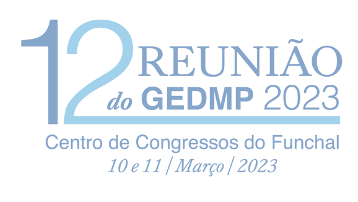 12 REUNIÃO
do GEDMP 2023
Centro de Congressos do Funchal
10 e 11 | Março | 2023